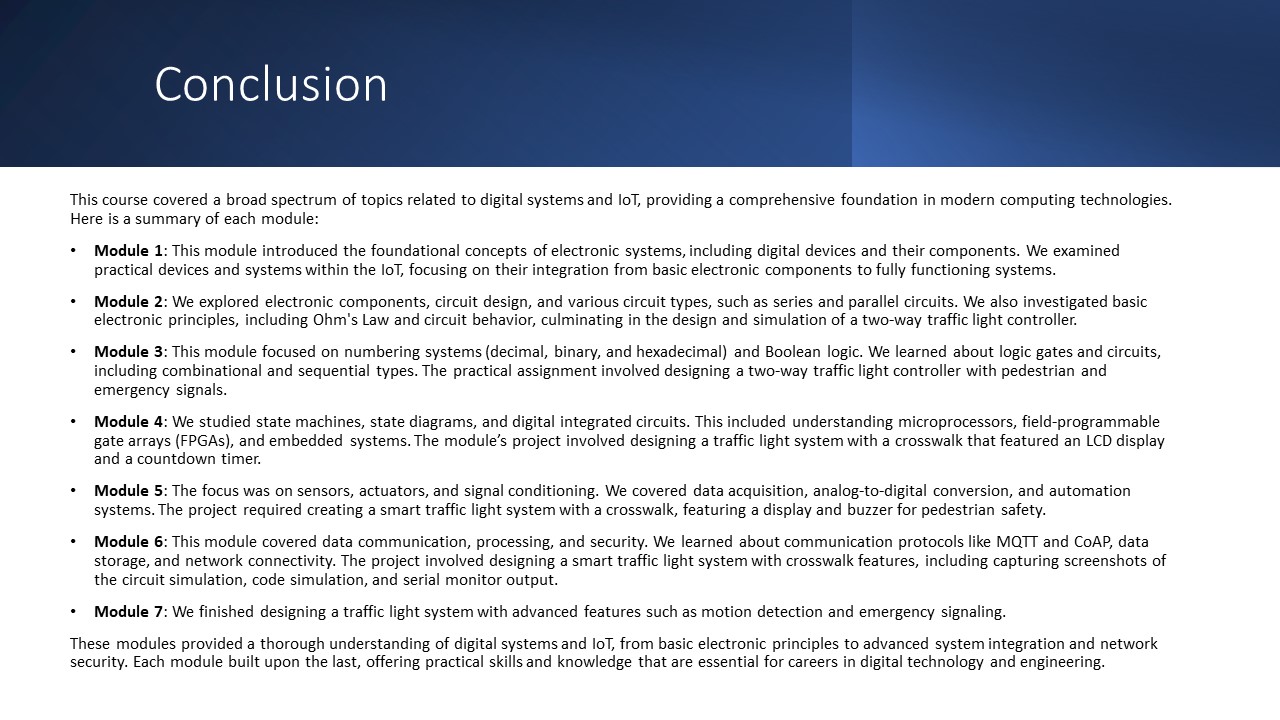 Conclusion
This course covered a broad spectrum of topics related to digital systems and IoT, providing a comprehensive foundation in modern computing technologies.
Here is a summary of each module:
• Module 1: This module introduced the foundational concepts of electronic systems, including digital devices and their components. We examined
practical devices and systems within the IoT, focusing on their integration from basic electronic components to fully functioning systems.
• Module 2: We explored electronic components, circuit design, and various circuit types, such as series and parallel circuits. We also investigated basic
electronic principles, including Ohm's Law and circuit behavior, culminating in the design and simulation of a two-way traffic light controller.
• Module 3: This module focused on numbering systems (decimal, binary, and hexadecimal) and Boolean logic. We learned about logic gates and circuits,
including combinational and sequential types. The practical assignment involved designing a two-way traffic light controller with pedestrian and
emergency signals.
• Module 4: We studied state machines, state diagrams, and digital integrated circuits. This included understanding microprocessors, field-programmable
gate arrays (FPGAs), and embedded systems. The module’s project involved designing a traffic light system with a crosswalk that featured an LCD display
and a countdown timer.
• Module 5: The focus was on sensors, actuators, and signal conditioning. We covered data acquisition, analog-to-digital conversion, and automation
systems. The project required creating a smart traffic light system with a crosswalk, featuring a display and buzzer for pedestrian safety.
• Module 6: This module covered data communication, processing, and security. We learned about communication protocols like MQTT and CoAP, data
storage, and network connectivity. The project involved designing a smart traffic light system with crosswalk features, including capturing screenshots of
the circuit simulation, code simulation, and serial monitor output.
• Module 7: We finished designing a traffic light system with advanced features such as motion detection and emergency signaling.
These modules provided a thorough understanding of digital systems and IoT, from basic electronic principles to advanced system integration and network
security. Each module built upon the last, offering practical skills and knowledge that are essential for careers in digital technology and engineering.